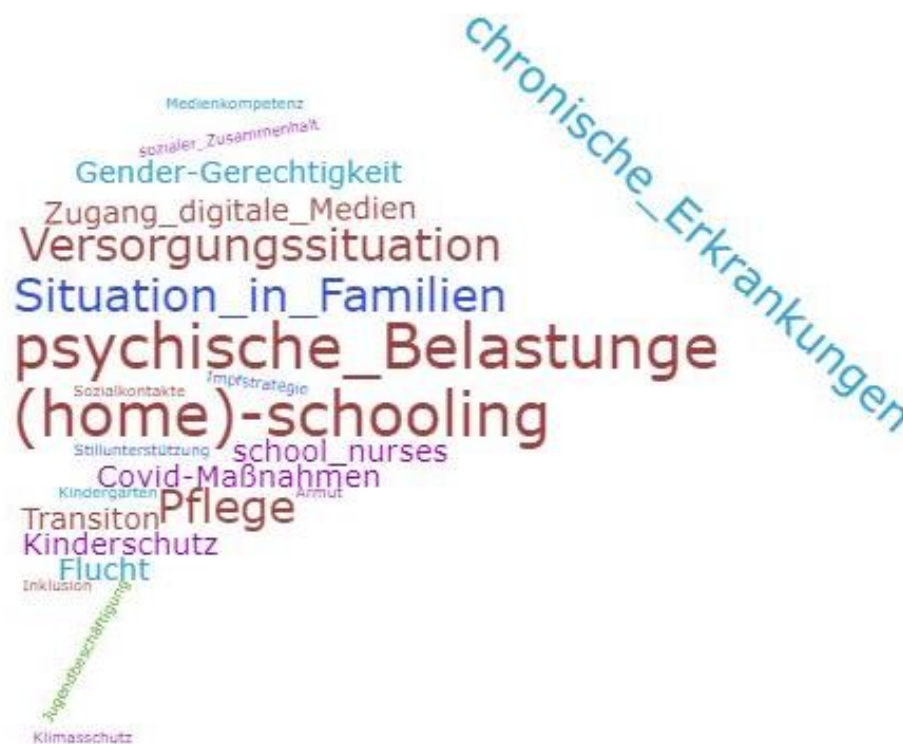 chronische_Erkrankungen
Medienkompetenz
sozialer_Zusammenhalt
Gender-Gerechtigkeit
Zugang_digitale_Medien
Versorgungssituation
Situation_in_Familien
psychische_Belastunge
Impfstrategie
Sozialkontakte
(home)-schooling
Stillunterstützung
school_nurses
Covid-Maßnahmen
Kindergarten
Armut
Pflege
Transiton
Kinderschutz
Flucht
Inklusion
Jugendbeschäftigung
Klimasschutz